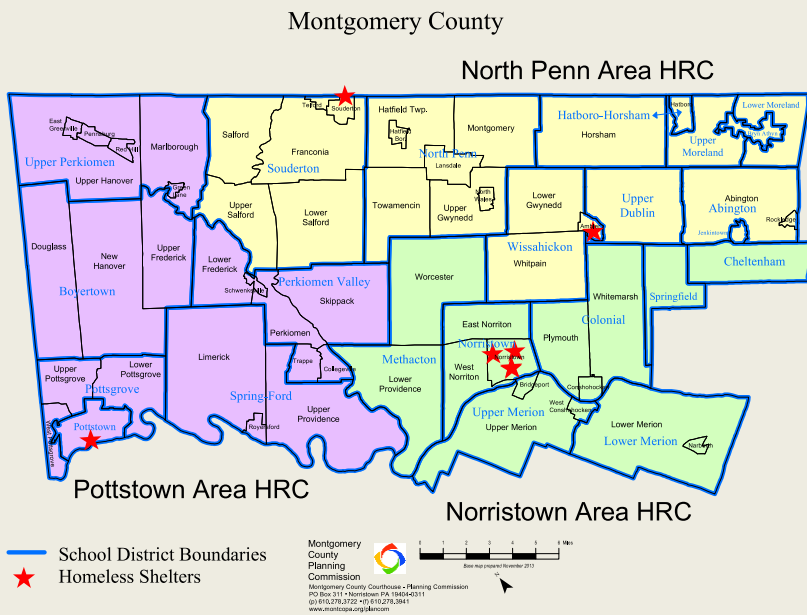 Montgomery County
North Penn Area HRC
Telford
Souderton
Hatfield Twp.
Hatboro-Horsham
Lower Moreland
Bryn Athyn
East
Greenville
Pennsburg
Red Hill
Marlborough
Salford
Hatfield
Boro
Montgomery
Horsham
Upper
Moreland
Upper Perkiomen
Franconia
Souderton
North Penn
Lansdale
Upper Hanover
Green
Lane
Upper
Salford
Lower
Salford
Towamencin
Upper
Gwynedd
North
Wales
Lower
Gwynedd
Upper
Dublin
Abington
Abington
Rockledge
Jenkintown
Douglass
New
Hanover
Upper
Frederick
Lower
Frederick
Wissahickon
Whitpain
Cheltenham
Boyertown
Schwenksville
Perkiomen Valley
Skippack
Worcester
Whitemarsh
Springfield
Perkiomen
East Norriton
Plymouth
Colonial
Upper
Pottsgrove
Lower
Pottsgrove
Limerick
Trappe
Collegeville
Methacton
Lower
Providence
Norristown
Norristown
West
Norriton
Bridgeport
Conshohocken
West
Conshohocken
Pottsgrove
Spring-Ford
Upper
Providence
Royersford
Upper Merion
Upper Merion
Lower Merion
Lower Merion
Narberth
Pottstown
West Pottsgrove
Pottstown Area HRC
Norristown Area HRC
School District Boundaries
Homeless Shelters
Montgomery
County
Planning
Commission
0 1 2 3 4 5 6 Miles
Base map prepared November 2013
Montgomery County Courthouse - Planning Commission
PO Box 311 • Norristown PA 19404-0311
(p) 610.278.3722 • (f) 610.278.3941
www.montcopa.org/plancom